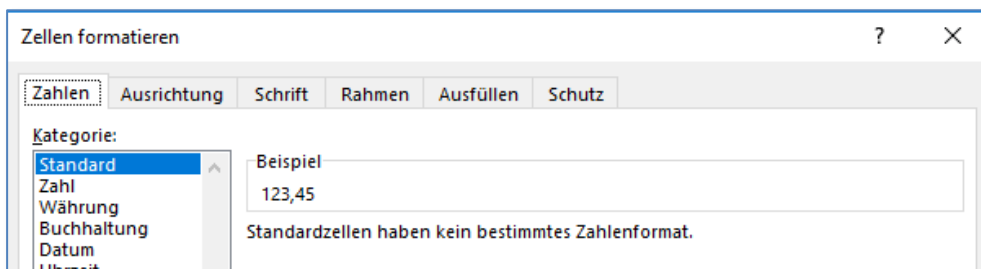 Zellen formatieren ?
Zahlen Ausrichtung Schrift Rahmen Ausfüllen Schutz
Kategorie:
Standard
Zahl
Währung
Buchhaltung
Datum
Uhrzeit
Beispiel
123,45
Standardzellen haben kein bestimmtes Zahlenformat.